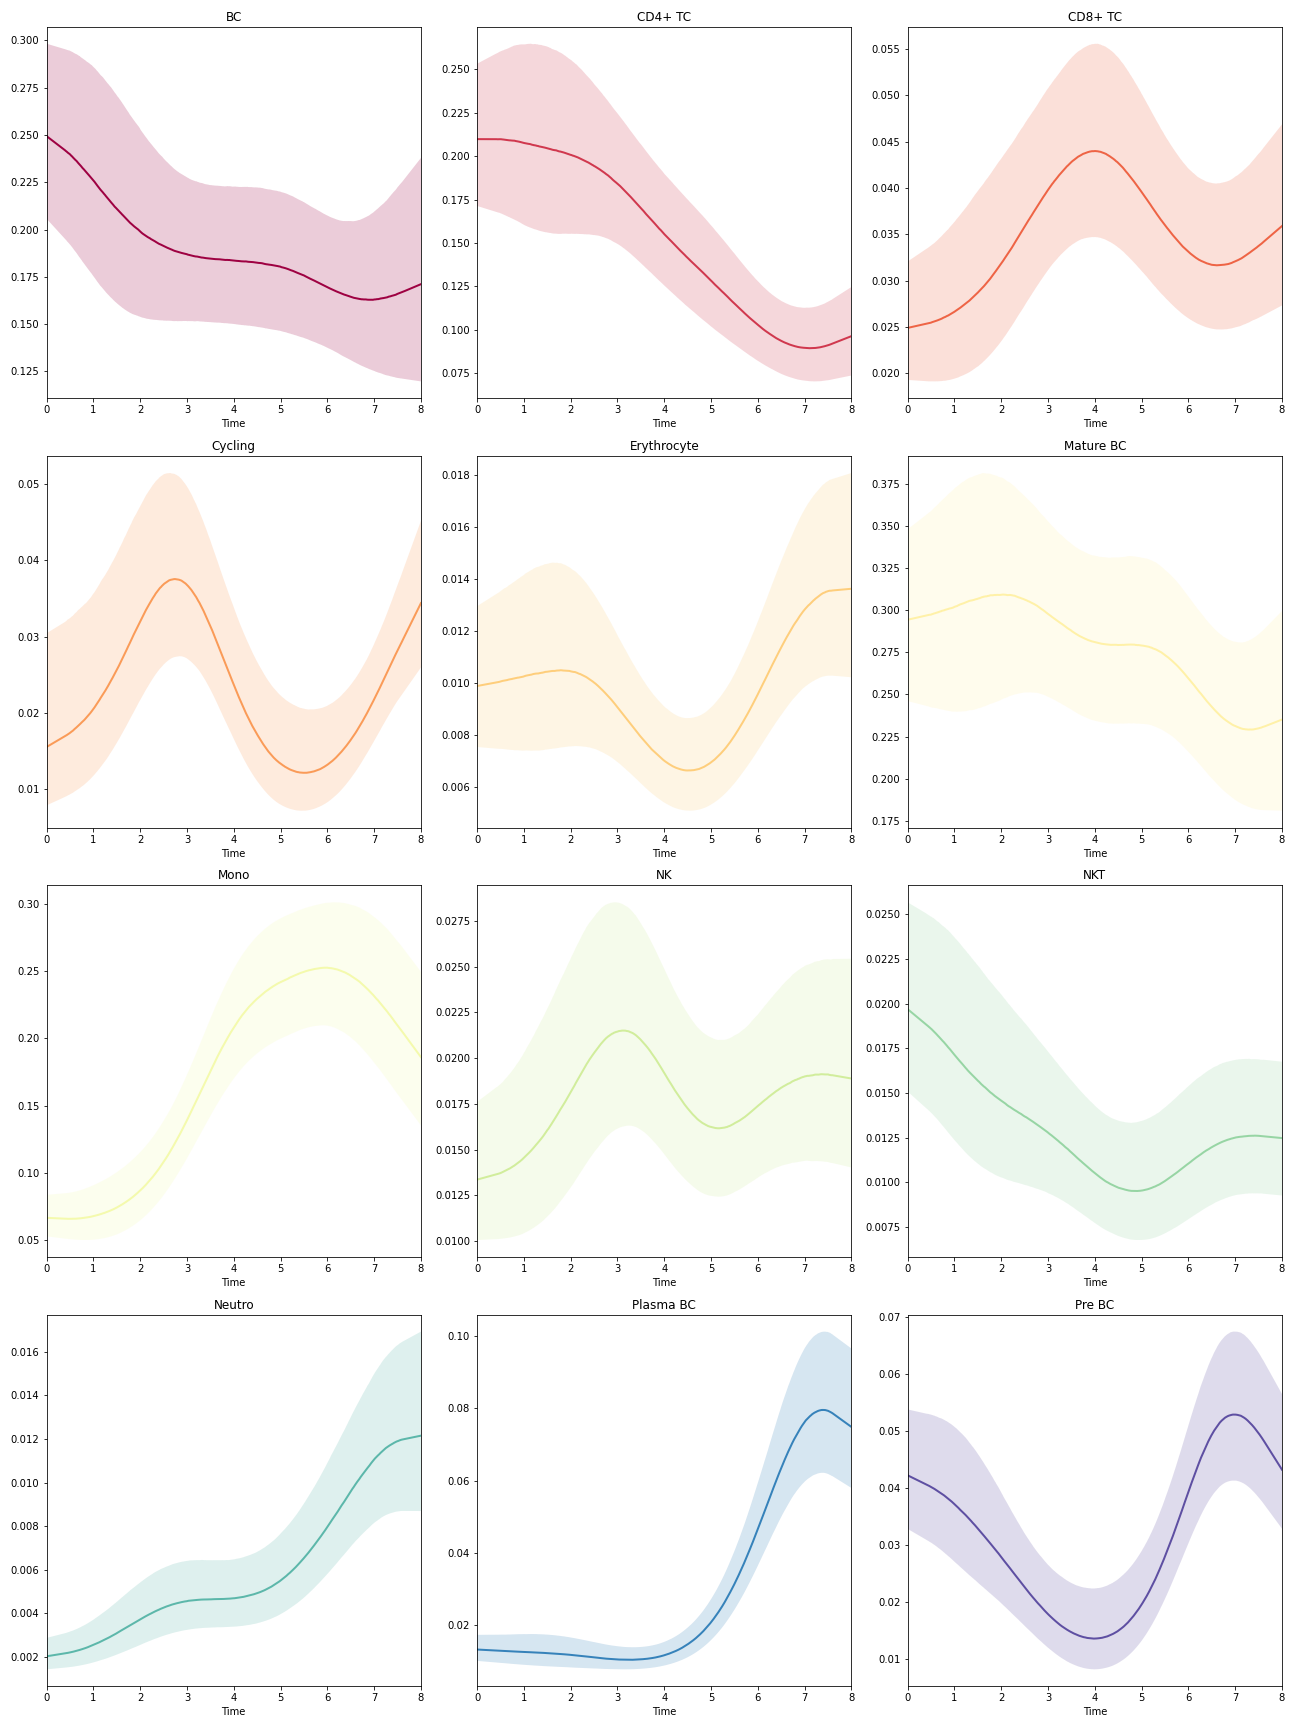 BC
0.300
0.275
0.250
0.225
0.200
0.175
0.150
0.125
0 1 2 3 4 5 6 7 8
Time
CD4+ TC
0.250
0.225
0.200
0.175
0.150
0.125
0.100
0.075
0 1 2 3 4 5 6 7 8
Time
CD8+ TC
0.055
0.050
0.045
0.040
0.035
0.030
0.025
0.020
0 1 2 3 4 5 6 7 8
Time
Cycling
0.05
0.04
0.03
0.02
0.01
0 1 2 3 4 5 6 7 8
Time
Erythrocyte
0.018
0.016
0.014
0.012
0.010
0.008
0.006
0 1 2 3 4 5 6 7 8
Time
Mature BC
0.375
0.350
0.325
0.300
0.275
0.250
0.225
0.200
0.175
0 1 2 3 4 5 6 7 8
Time
Mono
0.30
0.25
0.20
0.15
0.10
0.05
0 1 2 3 4 5 6 7 8
Time
NK
0.0275
0.0250
0.0225
0.0200
0.0175
0.0150
0.0125
0.0100
0 1 2 3 4 5 6 7 8
Time
NKT
0.0250
0.0225
0.0200
0.0175
0.0150
0.0125
0.0100
0.0075
0 1 2 3 4 5 6 7 8
Time
Neutro
0.016
0.014
0.012
0.010
0.008
0.006
0.004
0.002
0 1 2 3 4 5 6 7 8
Time
Plasma BC
0.10
0.08
0.06
0.04
0.02
0 1 2 3 4 5 6 7 8
Time
Pre BC
0.07
0.06
0.05
0.04
0.03
0.02
0.01
0 1 2 3 4 5 6 7 8
Time